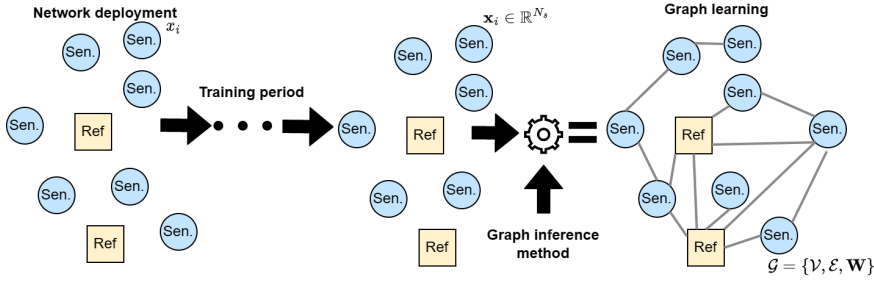 Network deployment
Sen.
Sen.
x_i
Sen.
Sen.
Ref
Sen.
Sen.
Sen.
Ref
Training period
Sen.
Sen.
𝐱_i ∈ ℝ^{N_s}
Sen.
Sen.
Ref
Sen.
Sen.
Ref
Graph inference
method
Graph learning
Sen.
Sen.
Sen.
Sen.
Ref
Sen.
Sen.
Sen.
Ref
Sen.
𝒢 = {𝒱, ℰ, 𝐖}